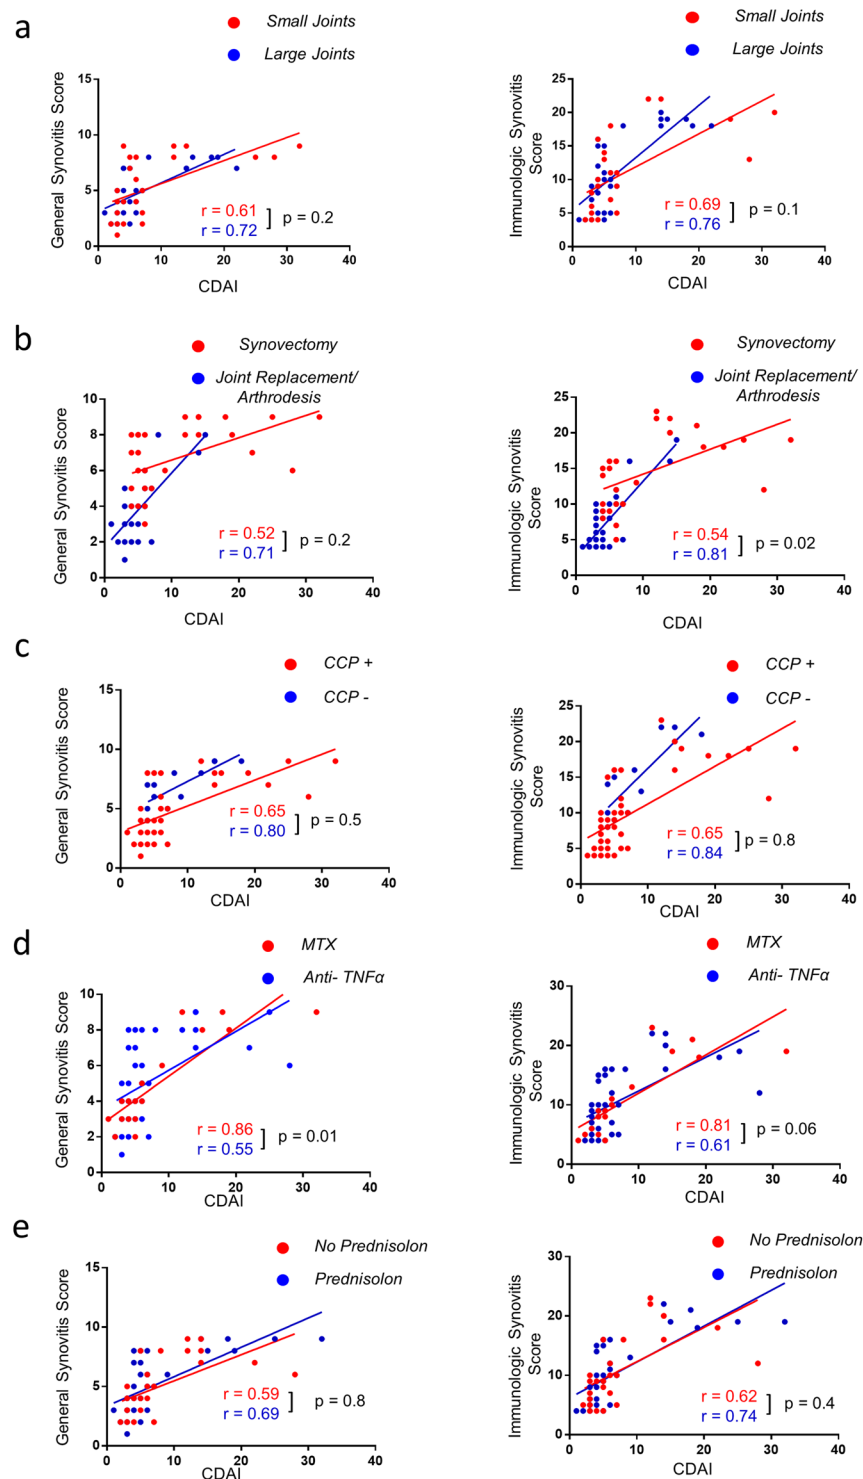 a
Small Joints
Large Joints
General Synovitis Score
15
10
5
0
r = 0.61
r = 0.72
p = 0.2
0 10 20 30 40
CDAI
Small Joints
Large Joints
Immunologic Synovitis
Score
25
20
15
10
5
0
r = 0.69
r = 0.76
p = 0.1
0 10 20 30 40
CDAI
b
Synovectomy
Joint Replacement/
Arthrodesis
General Synovitis Score
10
8
6
4
2
0
r = 0.52
r = 0.71
p = 0.2
0 10 20 30 40
CDAI
Synovectomy
Joint Replacement/
Arthrodesis
Immunologic Synovitis
Score
25
20
15
10
5
0
r = 0.54
r = 0.81
p = 0.02
0 10 20 30 40
CDAI
c
CCP +
CCP -
General Synovitis Score
15
10
5
0
r = 0.65
r = 0.80
p = 0.5
0 10 20 30 40
CDAI
CCP +
CCP -
Immunologic Synovitis
Score
25
20
15
10
5
0
r = 0.65
r = 0.84
p = 0.8
0 10 20 30 40
CDAI
d
MTX
Anti- TNFα
General Synovitis Score
10
8
6
4
2
0
r = 0.86
r = 0.55
p = 0.01
0 10 20 30 40
CDAI
MTX
Anti- TNFα
Immunologic Synovitis
Score
30
20
10
0
r = 0.81
r = 0.61
p = 0.06
0 10 20 30 40
CDAI
e
No Prednisolon
Prednisolon
General Synovitis Score
15
10
5
0
r = 0.59
r = 0.69
p = 0.8
0 10 20 30 40
CDAI
No Prednisolon
Prednisolon
Immunologic Synovitis
Score
30
20
10
0
r = 0.62
r = 0.74
p = 0.4
0 10 20 30 40
CDAI